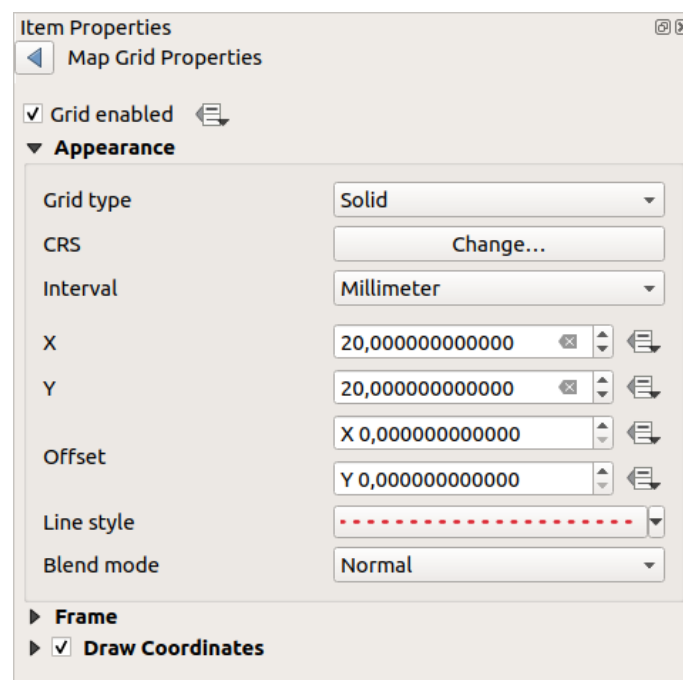 Item Properties
Map Grid Properties
Grid enabled
Appearance
Grid type Solid
CRS Change...
Interval Millimeter
X 20,000000000000
Y 20,000000000000
Offset X 0,000000000000
Y 0,000000000000
Line style
Blend mode Normal
Frame
Draw Coordinates